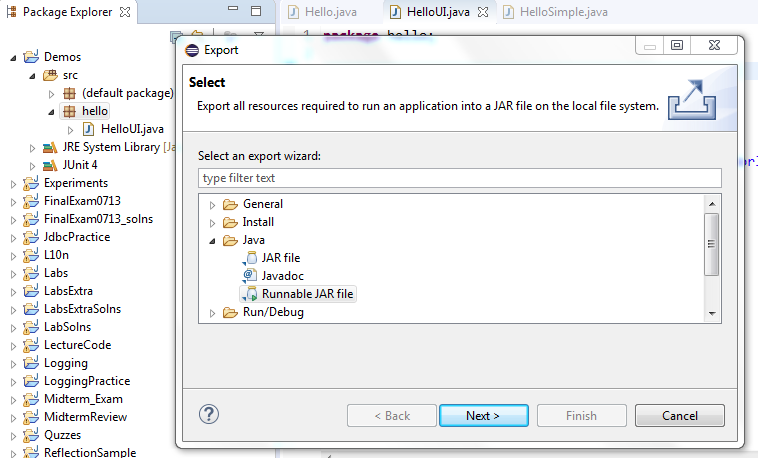 Package Explorer
Hello.java
HelloUI.java
HelloSimple.java
1 package hello;
Demos
src
(default package)
hello
HelloUI.java
JRE System Library [Ja
JUnit 4
Experiments
FinalExam0713
FinalExam0713_solns
JdbcPractice
L10n
Labs
LabsExtra
LabsExtraSolns
LabSolns
LectureCode
Logging
LoggingPractice
Midterm_Exam
MidtermReview
Quzzes
ReflectionSample
Export
Select
Export all resources required to run an application into a JAR file on the local file system.
Select an export wizard:
type filter text
General
Install
Java
JAR file
Javadoc
Runnable JAR file
Run/Debug
? < Back Next > Finish Cancel